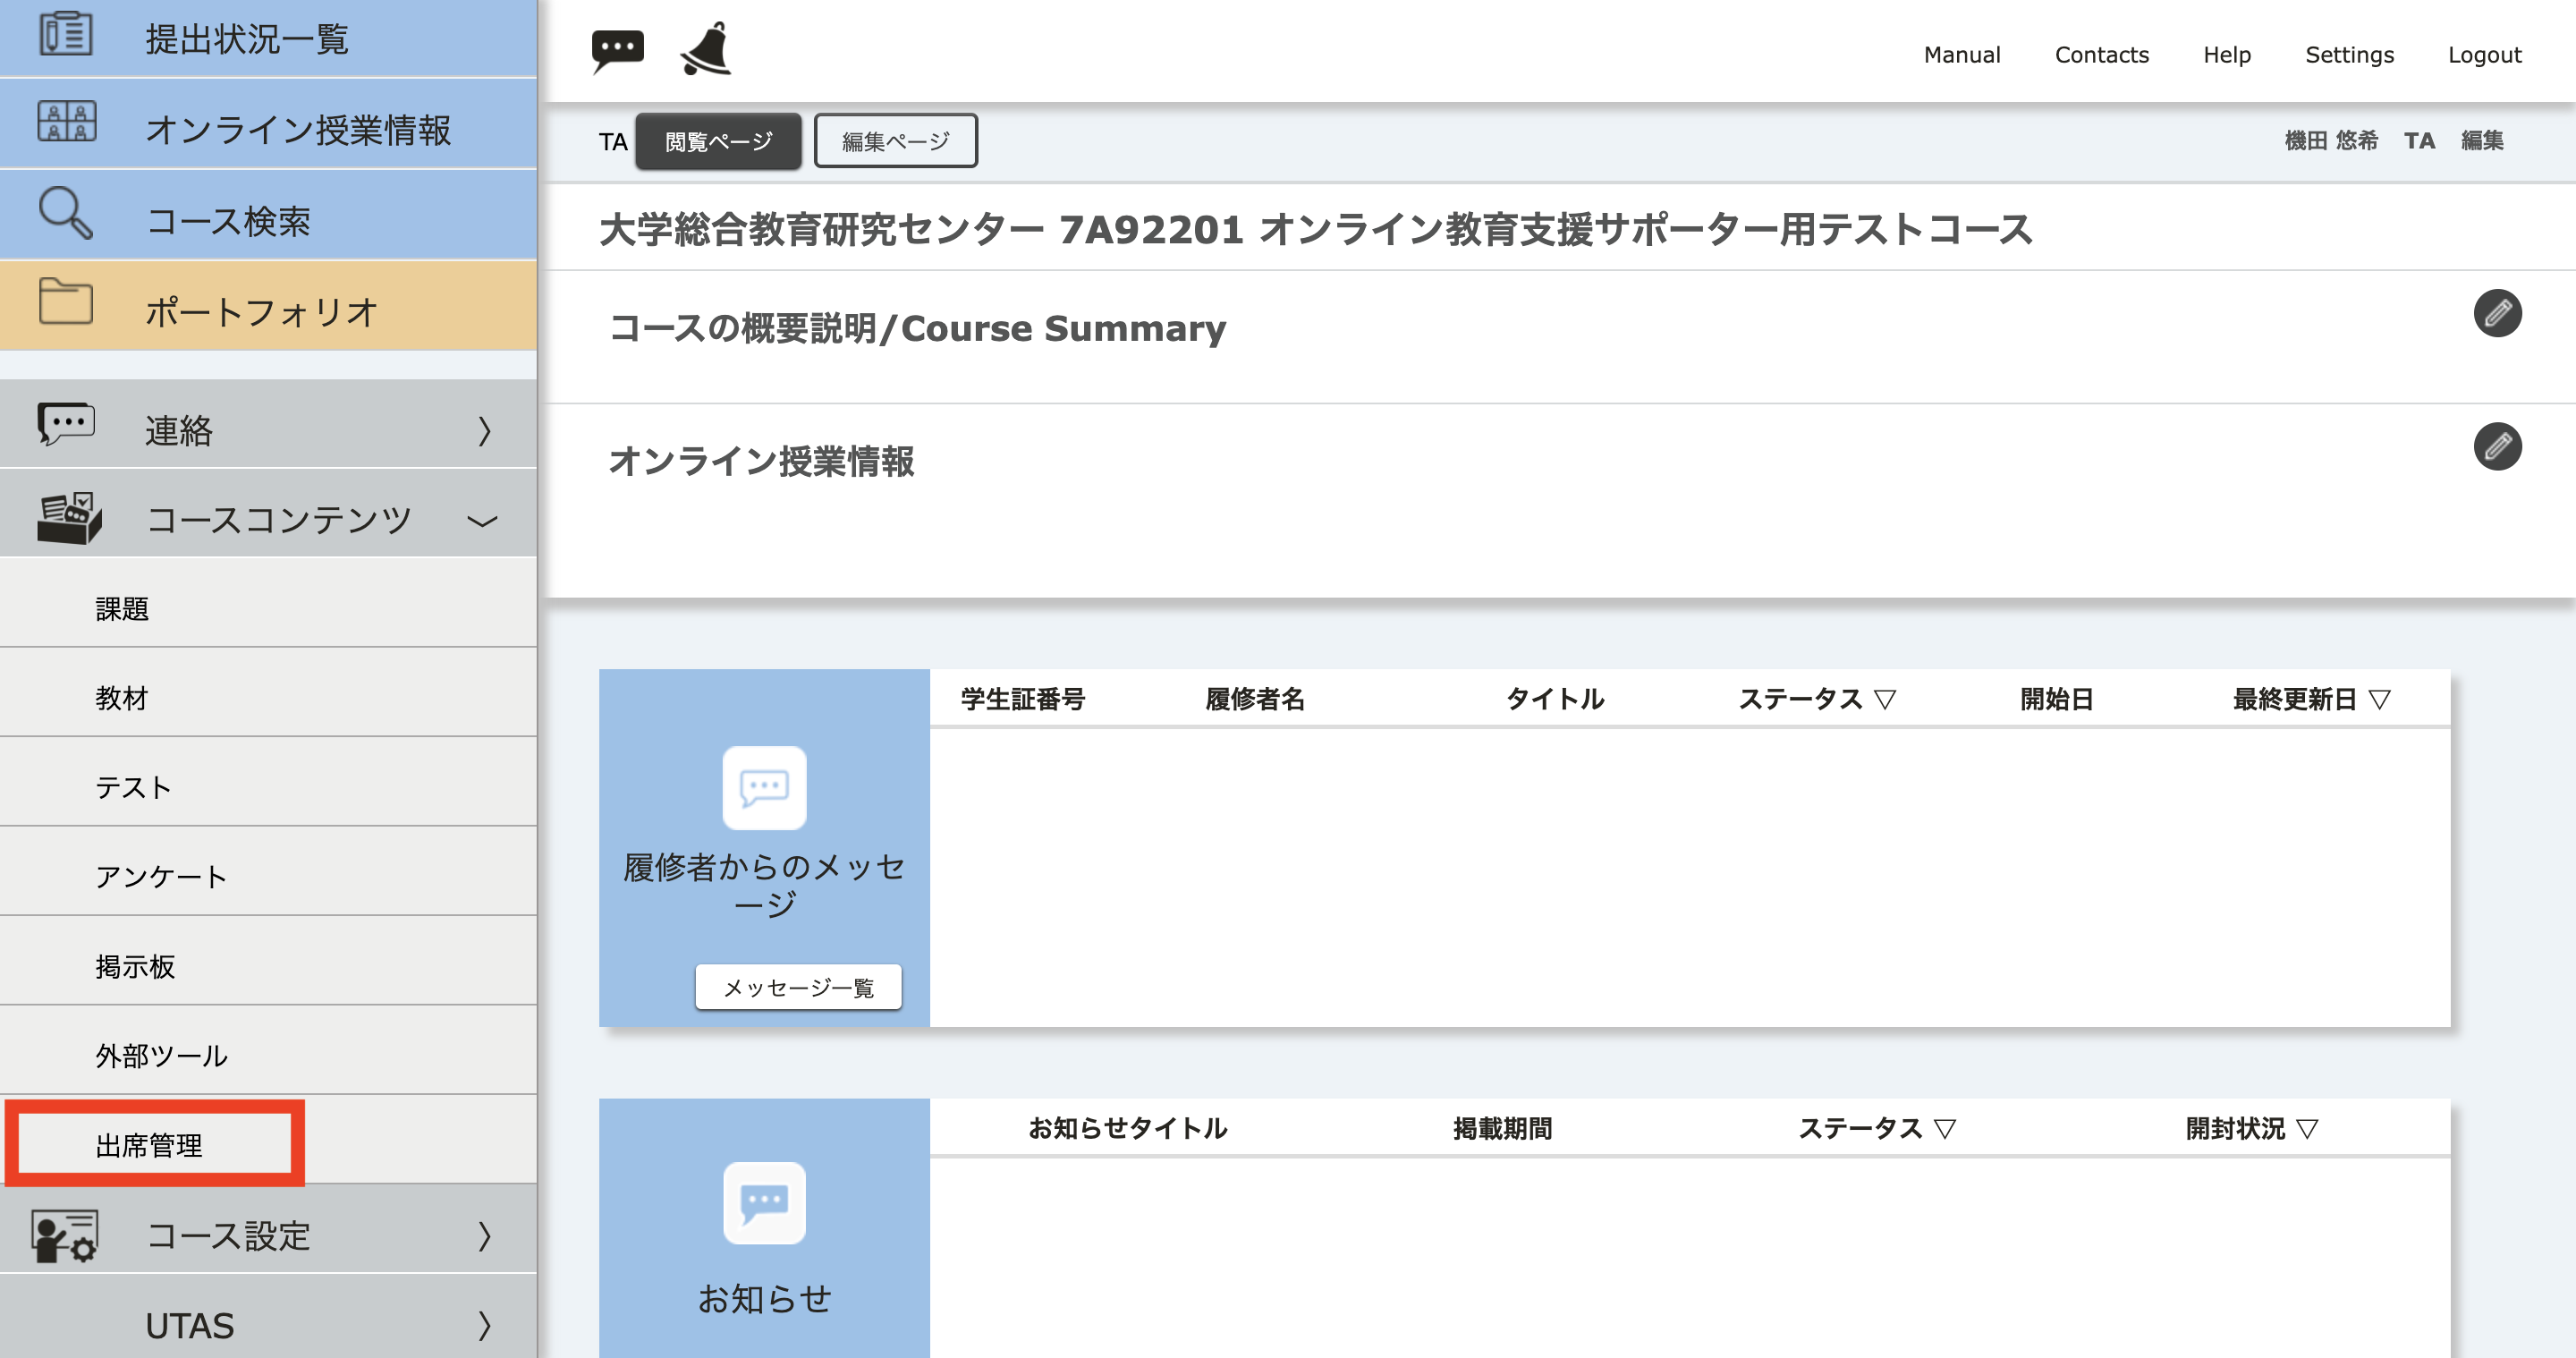 提出状況一覧
オンライン授業情報
コース検索
ポートフォリオ
連絡
コースコンテンツ
課題
教材
テスト
アンケート
掲示板
外部ツール
出席管理
コース設定
UTAS
Manual Contacts Help Settings Logout
TA 閲覧ページ 編集ページ
機田 悠希 TA 編集
大学総合教育研究センター 7A92201 オンライン教育支援サポーター用テストコース
コースの概要説明/Course Summary
オンライン授業情報
履修者からのメッセ
ージ
メッセージ一覧
学生証番号 履修者名 タイトル ステータス ▽ 開始日 最終更新日 ▽
お知らせ
お知らせタイトル 掲載期間 ステータス ▽ 開封状況 ▽